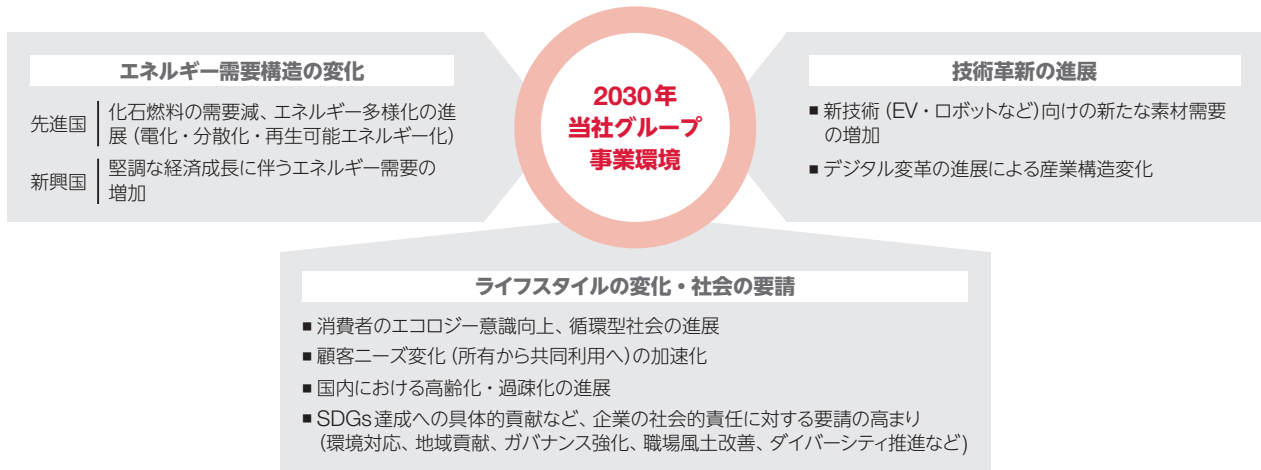 2030年
当社グループ
事業環境
エネルギー需要構造の変化
先進国
化石燃料の需要減、エネルギー多様化の進
展（電化・分散化・再生可能エネルギー化）
新興国
堅調な経済成長に伴うエネルギー需要の
増加
技術革新の進展
■ 新技術（EV・ロボットなど）向けの新たな素材需要
の増加
■ デジタル変革の進展による産業構造変化
ライフスタイルの変化・社会の要請
■ 消費者のエコロジー意識向上、循環型社会の進展
■ 顧客ニーズ変化（所有から共同利用へ）の加速化
■ 国内における高齢化・過疎化の進展
■ SDGs達成への具体的貢献など、企業の社会的責任に対する要請の高まり
（環境対応、地域貢献、ガバナンス強化、職場風土改善、ダイバーシティ推進など）